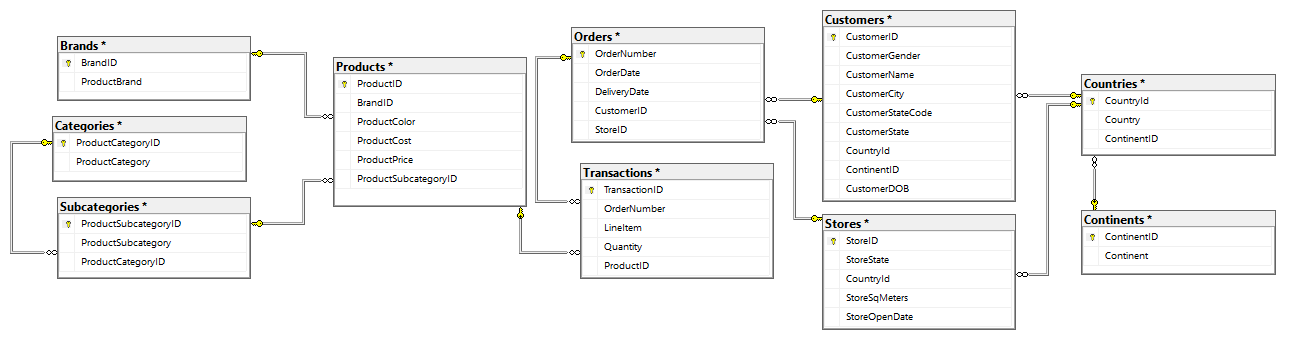 Brands *
BrandID
ProductBrand
Categories *
ProductCategoryID
ProductCategory
Subcategories *
ProductSubcategoryID
ProductSubcategory
ProductCategoryID
Products *
ProductID
BrandID
ProductColor
ProductCost
ProductPrice
ProductSubcategoryID
Orders *
OrderNumber
OrderDate
DeliveryDate
CustomerID
StoreID
Transactions *
TransactionID
OrderNumber
LineItem
Quantity
ProductID
Customers *
CustomerID
CustomerGender
CustomerName
CustomerCity
CustomerStateCode
CustomerState
CountryId
ContinentID
CustomerDOB
Stores *
StoreID
StoreState
CountryId
StoreSqMeters
StoreOpenDate
Countries *
CountryId
Country
ContinentID
Continents *
ContinentID
Continent